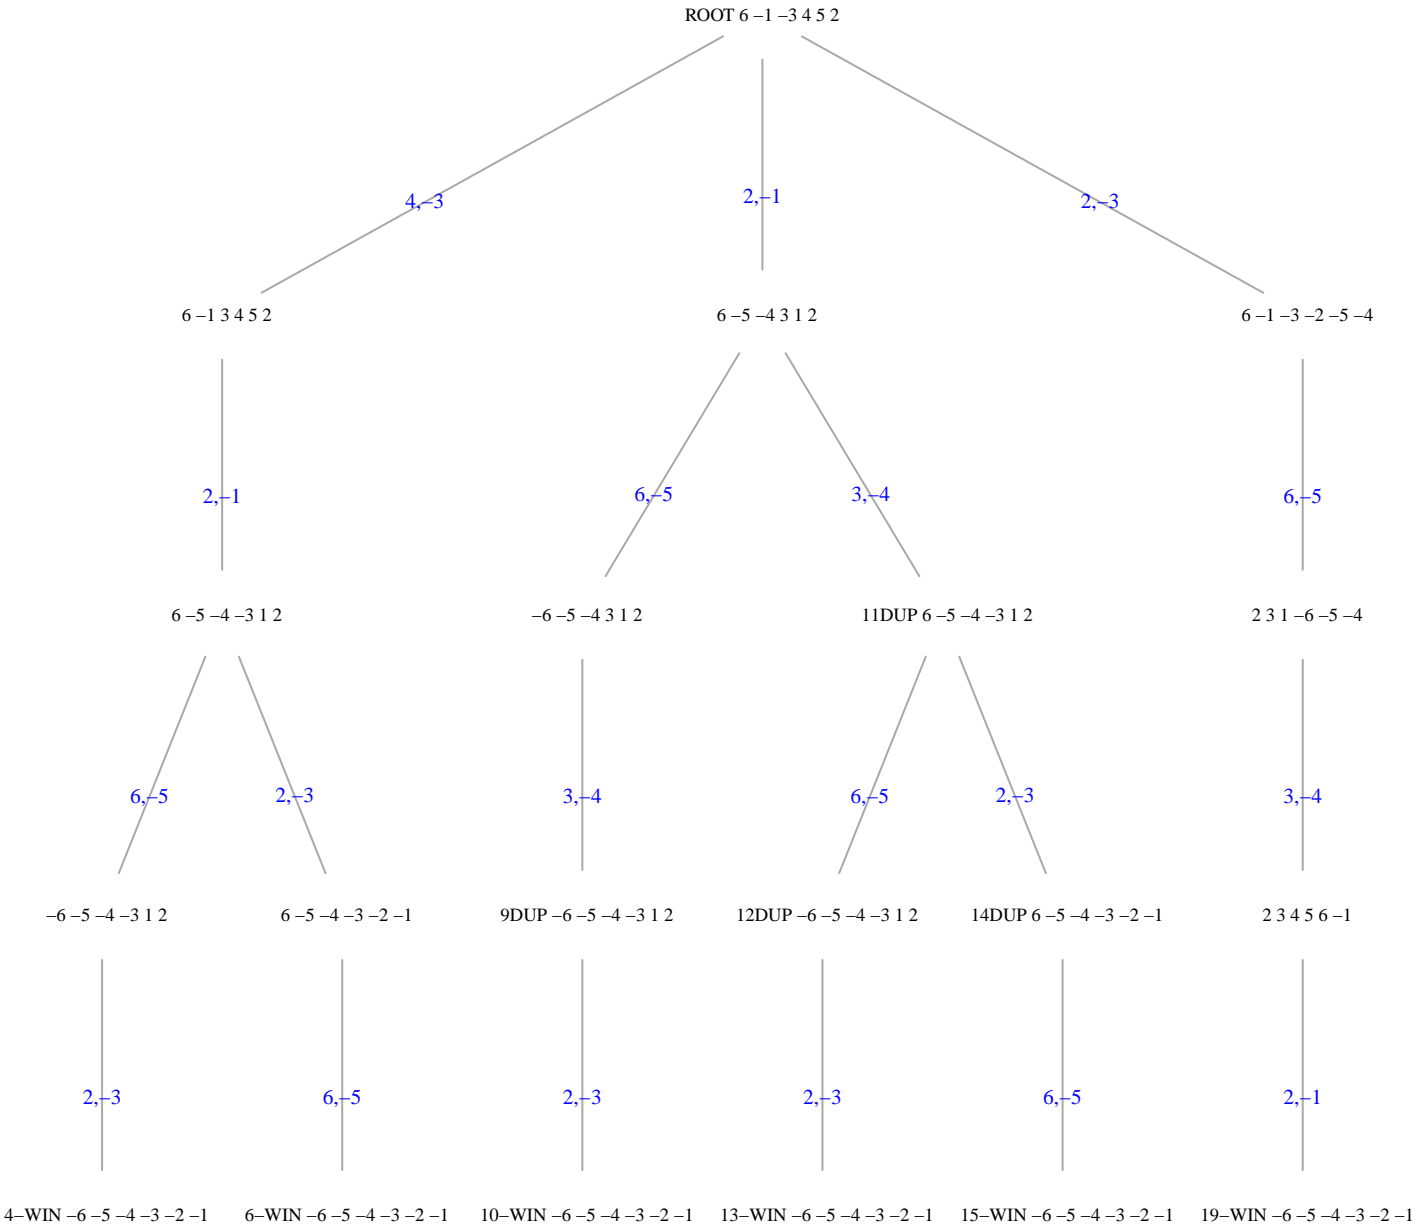 ROOT 6 –1 –3 4 5 2
4,–3
2,–1
2,–3
6 –1 3 4 5 2
6 –5 –4 3 1 2
6 –1 –3 –2 –5 –4
2,–1
6,–5
3,–4
6,–5
6 –5 –4 –3 1 2
–6 –5 –4 3 1 2
11DUP 6 –5 –4 –3 1 2
2 3 1 –6 –5 –4
6,–5
2,–3
3,–4
6,–5
2,–3
3,–4
–6 –5 –4 –3 1 2
6 –5 –4 –3 –2 –1
9DUP –6 –5 –4 –3 1 2
12DUP –6 –5 –4 –3 1 2
14DUP 6 –5 –4 –3 –2 –1
2 3 4 5 6 –1
2,–3
6,–5
2,–3
2,–3
6,–5
2,–1
4–WIN –6 –5 –4 –3 –2 –1
6–WIN –6 –5 –4 –3 –2 –1
10–WIN –6 –5 –4 –3 –2 –1
13–WIN –6 –5 –4 –3 –2 –1
15–WIN –6 –5 –4 –3 –2 –1
19–WIN –6 –5 –4 –3 –2 –1